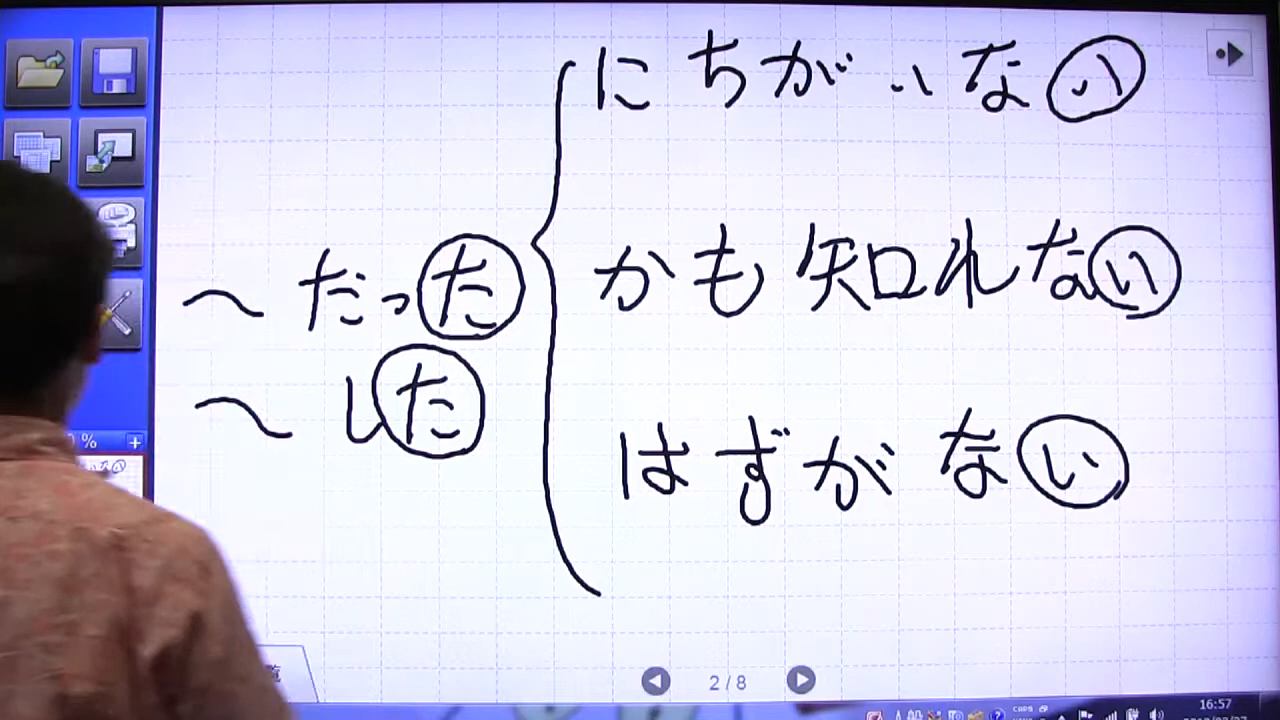 にちがいない
かも知れない
はずがない
～だった
～した
2 / 8
16:57